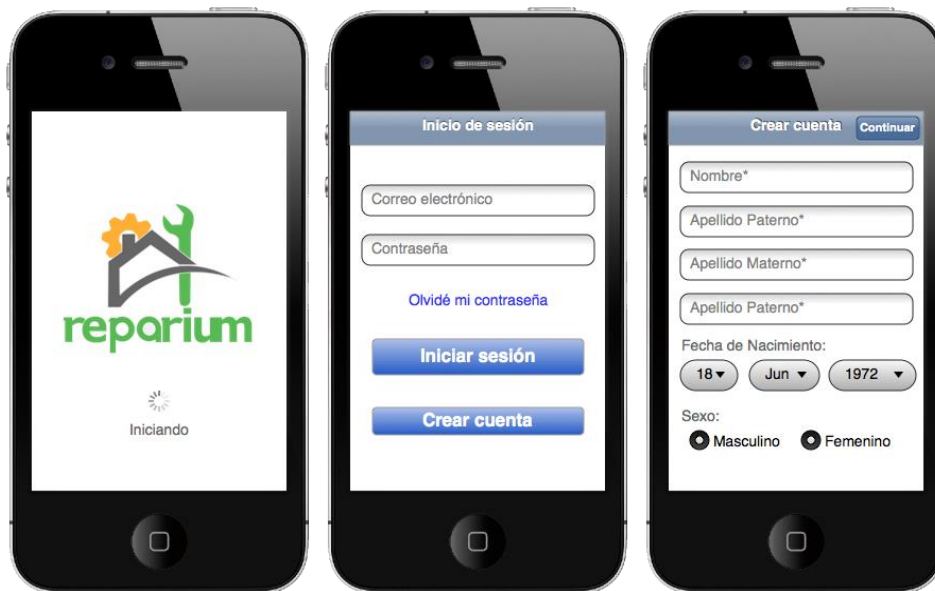 reparium
Iniciando
Inicio de sesión
Correo electrónico
Contraseña
Olvidé mi contraseña
Iniciar sesión
Crear cuenta
Crear cuenta Continuar
Nombre*
Apellido Paterno*
Apellido Materno*
Apellido Paterno*
Fecha de Nacimiento:
18 Jun 1972
Sexo:
Masculino Femenino